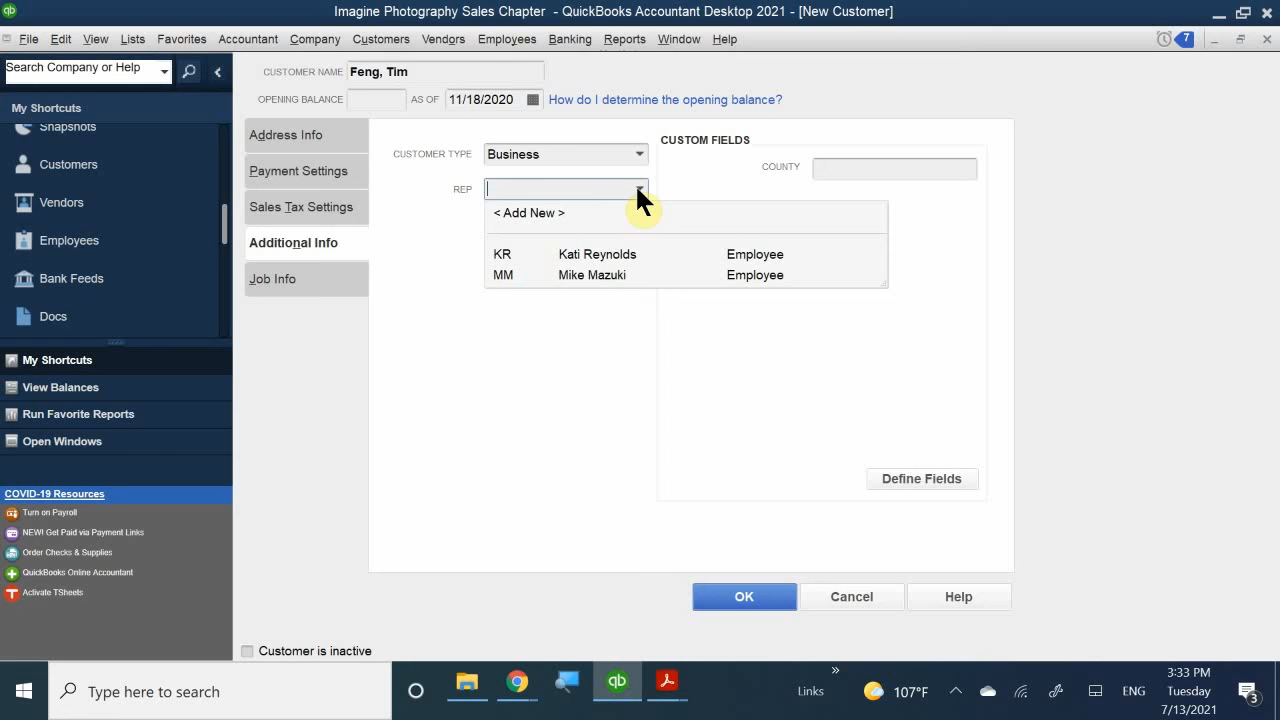 Imagine Photography Sales Chapter - QuickBooks Accountant Desktop 2021 - [New Customer]
File Edit View Lists Favorites Accountant Company Customers Vendors Employees Banking Reports Window Help
7
Search Company or Help
My Shortcuts
Snapshots
Customers
Vendors
Employees
Bank Feeds
Docs
My Shortcuts
View Balances
Run Favorite Reports
Open Windows
COVID-19 Resources
Turn on Payroll
NEW! Get Paid via Payment Links
Order Checks & Supplies
QuickBooks Online Accountant
Activate TSheets
CUSTOMER NAME Feng, Tim
OPENING BALANCE AS OF 11/18/2020 How do I determine the opening balance?
Address Info
Payment Settings
Sales Tax Settings
Additional Info
Job Info
CUSTOMER TYPE Business
REP
< Add New >
KR Kati Reynolds Employee
MM Mike Mazuki Employee
CUSTOM FIELDS
COUNTY
Define Fields
OK Cancel Help
Customer is inactive
Type here to search
qb
Links
107°F
ENG
3:33 PM
Tuesday
7/13/2021
3